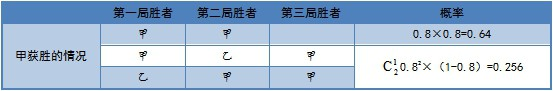 第一局胜者 第二局胜者 第三局胜者 概率
甲获胜的情况 甲 甲 0.8×0.8=0.64
甲 乙 甲 C₂¹0.8²×（1-0.8）=0.256
乙 甲 甲